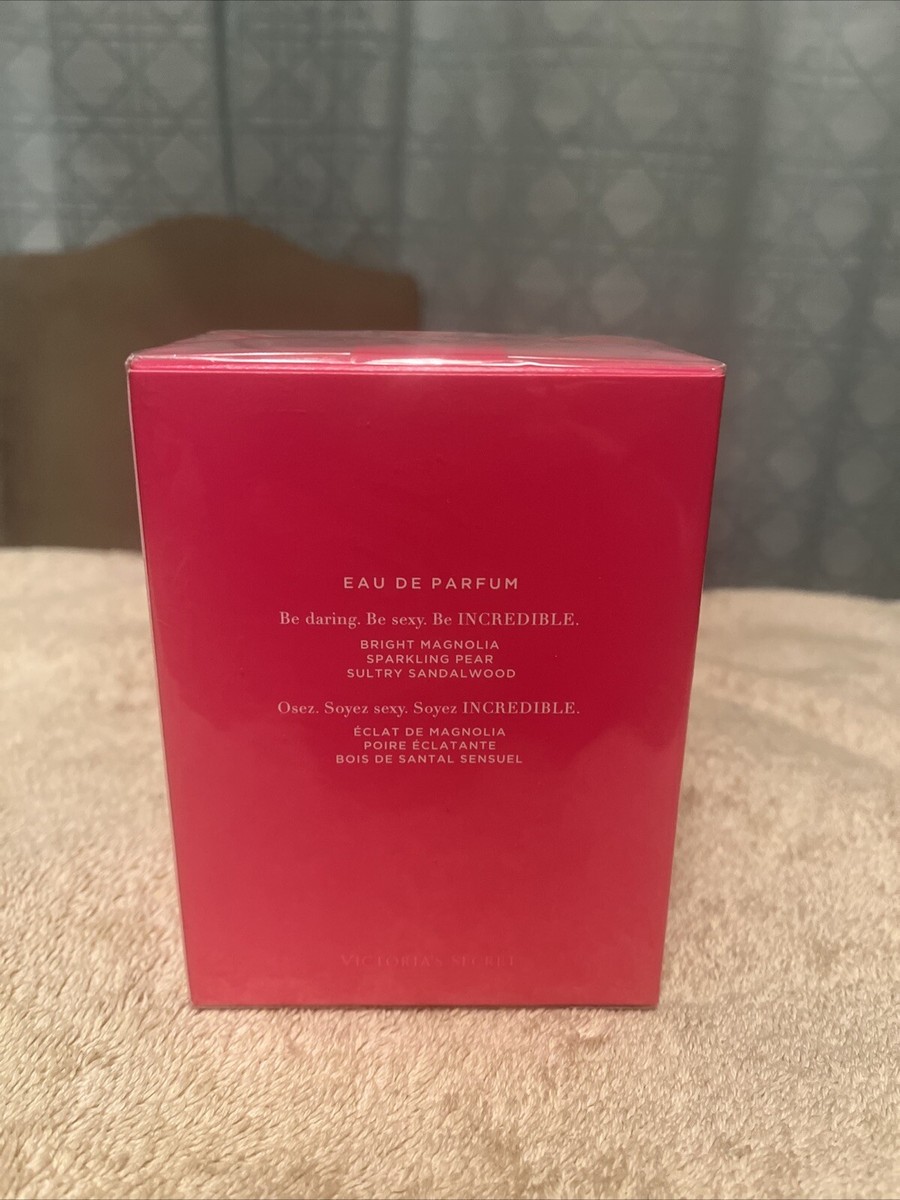 EAU DE PARFUM
Be daring. Be sexy. Be INCREDIBLE.
BRIGHT MAGNOLIA
SPARKLING PEAR
SULTRY SANDALWOOD
Osez. Soyez sexy. Soyez INCREDIBLE.
ÉCLAT DE MAGNOLIA
POIRE ÉCLATANTE
BOIS DE SANTAL SENSUEL
VICTORIA'S SECRET